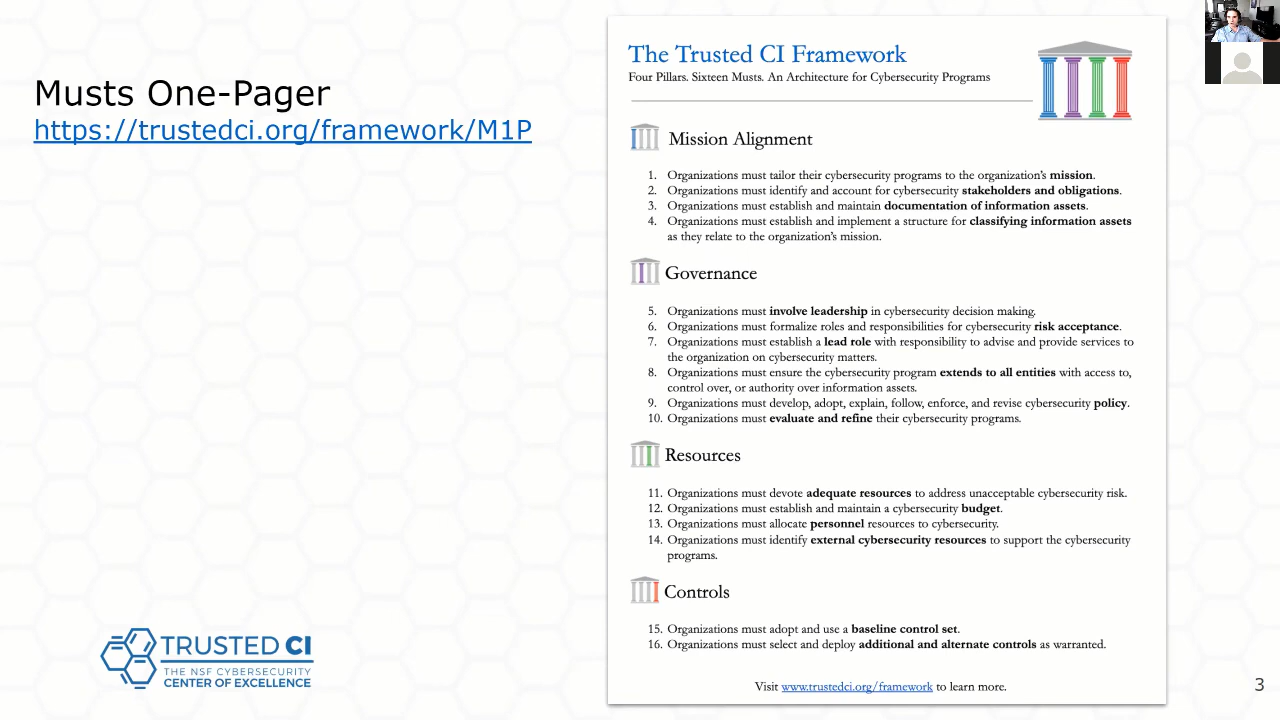 Musts One-Pager
https://trustedci.org/framework/M1P
The Trusted CI Framework
Four Pillars. Sixteen Musts. An Architecture for Cybersecurity Programs
Mission Alignment
1. Organizations must tailor their cybersecurity programs to the organization's mission.
2. Organizations must identify and account for cybersecurity stakeholders and obligations.
3. Organizations must establish and maintain documentation of information assets.
4. Organizations must establish and implement a structure for classifying information assets
as they relate to the organization's mission.
Governance
5. Organizations must involve leadership in cybersecurity decision making.
6. Organizations must formalize roles and responsibilities for cybersecurity risk acceptance.
7. Organizations must establish a lead role with responsibility to advise and provide services to
the organization on cybersecurity matters.
8. Organizations must ensure the cybersecurity program extends to all entities with access to,
control over, or authority over information assets.
9. Organizations must develop, adopt, explain, follow, enforce, and revise cybersecurity policy.
10. Organizations must evaluate and refine their cybersecurity programs.
Resources
11. Organizations must devote adequate resources to address unacceptable cybersecurity risk.
12. Organizations must establish and maintain a cybersecurity budget.
13. Organizations must allocate personnel resources to cybersecurity.
14. Organizations must identify external cybersecurity resources to support the cybersecurity
programs.
Controls
15. Organizations must adopt and use a baseline control set.
16. Organizations must select and deploy additional and alternate controls as warranted.
Visit www.trustedci.org/framework to learn more.
TRUSTED CI
THE NSF CYBERSECURITY
CENTER OF EXCELLENCE
3